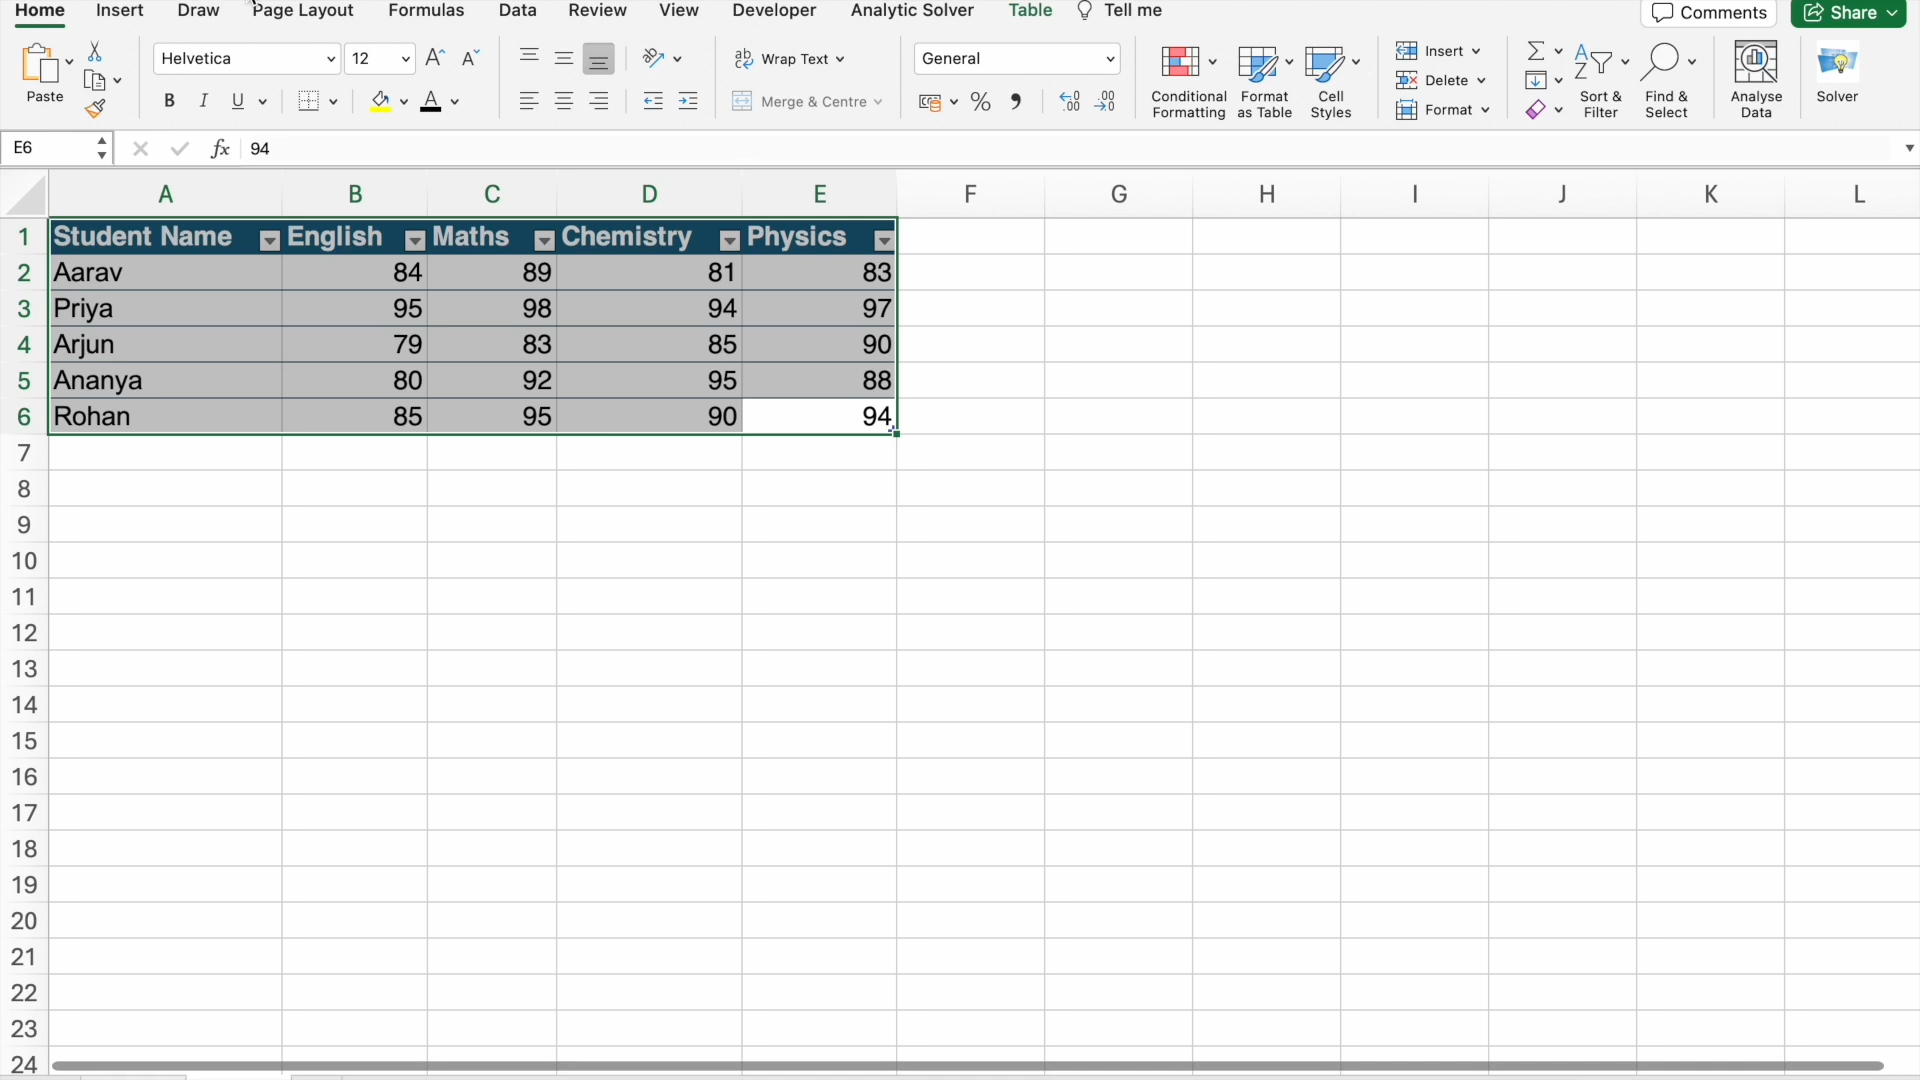 Home Insert Draw Page Layout Formulas Data Review View Developer Analytic Solver Table Tell me Comments Share
Paste Helvetica 12 A A ab Wrap Text General Conditional Formatting Format as Table Cell Styles Insert Sort & Filter Find & Select Analyse Data Solver
Delete
B I U A Merge & Centre % Format
E6 fx 94
A B C D E F G H I J K L
1 Student Name English Maths Chemistry Physics
2 Aarav 84 89 81 83
3 Priya 95 98 94 97
4 Arjun 79 83 85 90
5 Ananya 80 92 95 88
6 Rohan 85 95 90 94
7
8
9
10
11
12
13
14
15
16
17
18
19
20
21
22
23
24